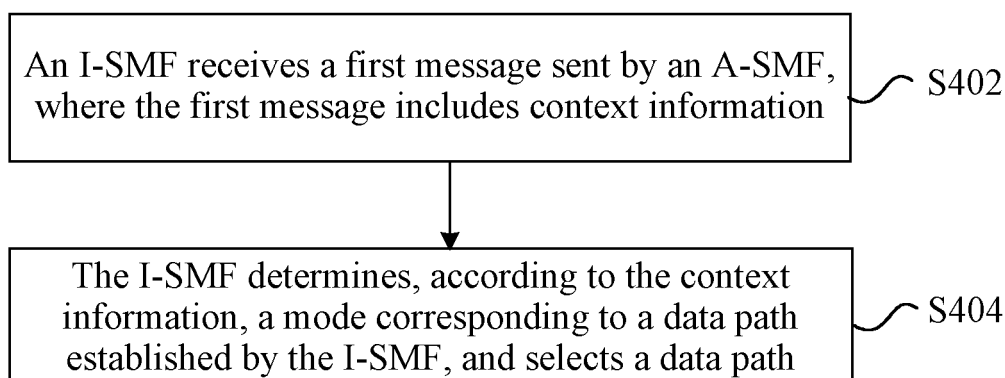 An I-SMF receives a first message sent by an A-SMF,
where the first message includes context information
S402
The I-SMF determines, according to the context
information, a mode corresponding to a data path
established by the I-SMF, and selects a data path
S404